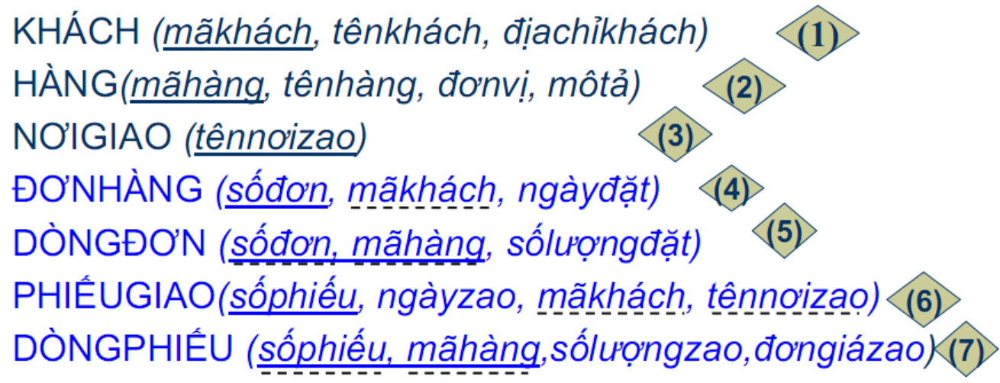 KHÁCH (mãkhách, tênkhách, địachỉkhách) (1)
HÀNG(mãhàng, tênhàng, đơnvị, môtả) (2)
NƠIGIAO (tênnơizao) (3)
ĐƠNHÀNG (sốđơn, mãkhách, ngàyđặt) (4)
DÒNGĐƠN (sốđơn, mãhàng, sốlượngđặt) (5)
PHIẾUGIAO(sốphiếu, ngàyzao, mãkhách, tênnơizao) (6)
DÒNGPHIẾU (sốphiếu, mãhàng,sốlượngzao,đơngiázao) (7)